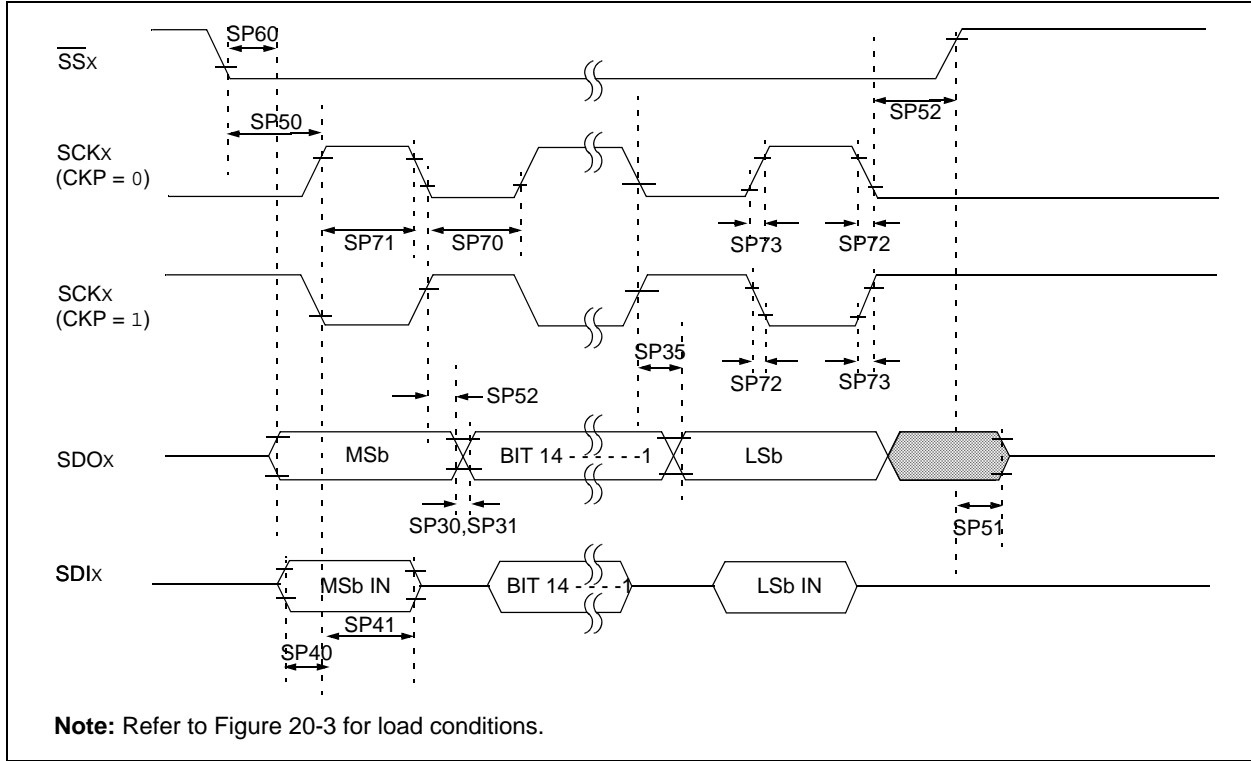 SP60
SSX
SP50
SP52
SCKX
(CKP = 0)
SP71
SP70
SP73
SP72
SCKX
(CKP = 1)
SP35
SP72
SP73
SP52
SDOX
MSb
BIT 14 - - - - - -1
LSb
SP30,SP31
SP51
SDIX
MSb IN
BIT 14 - - - -1
LSb IN
SP41
SP40
Note: Refer to Figure 20-3 for load conditions.